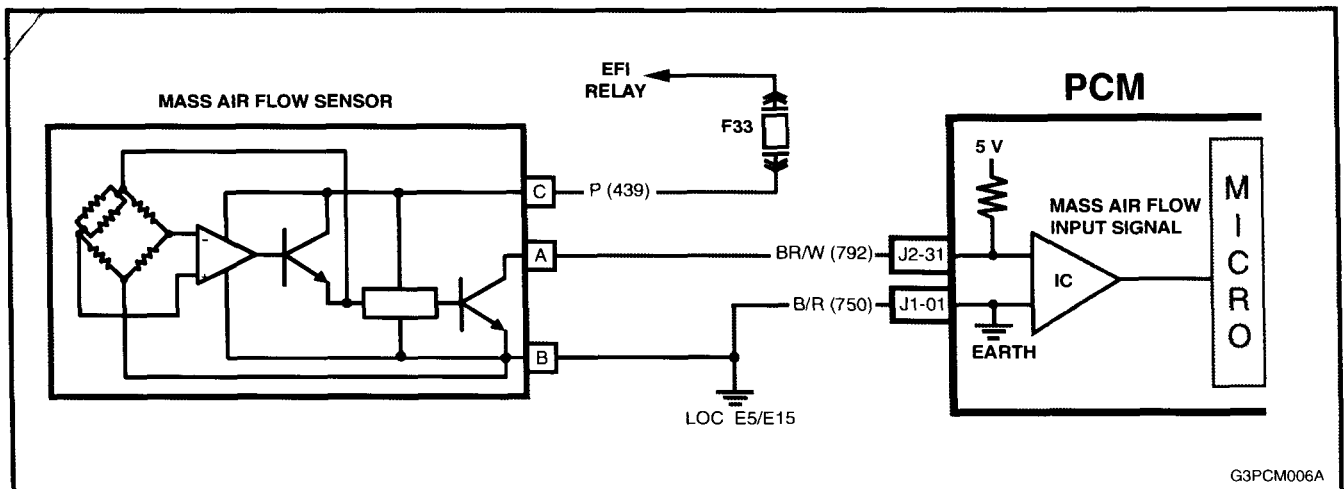 EFI
RELAY
PCM
MASS AIR FLOW SENSOR
F33
5 V
C
P (439)
MASS AIR FLOW
INPUT SIGNAL
MICRO
A
BR/W (792)
J2-31
IC
-
+
B/R (750)
J1-01
EARTH
B
LOC E5/E15
G3PCM006A